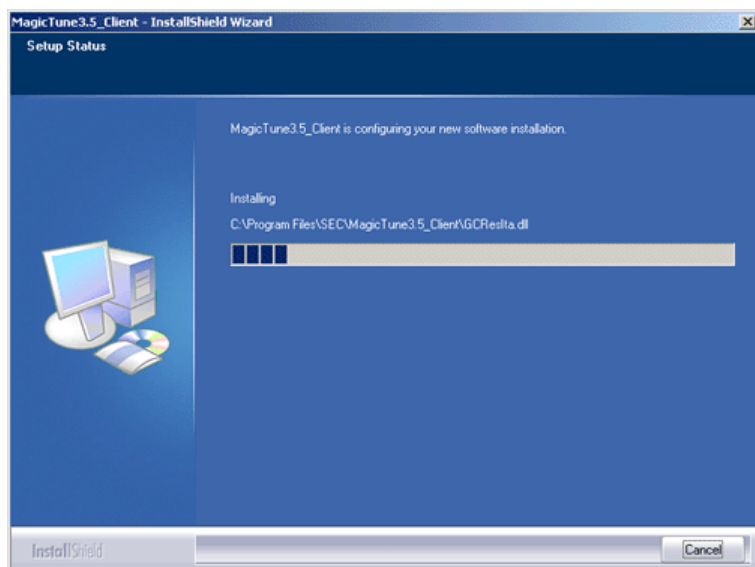 MagicTune3.5_Client - InstallShield Wizard
Setup Status
MagicTune3.5_Client is configuring your new software installation.
Installing
C:\Program Files\SEC\MagicTune3.5_Client\GCResIta.dll
InstallShield
Cancel